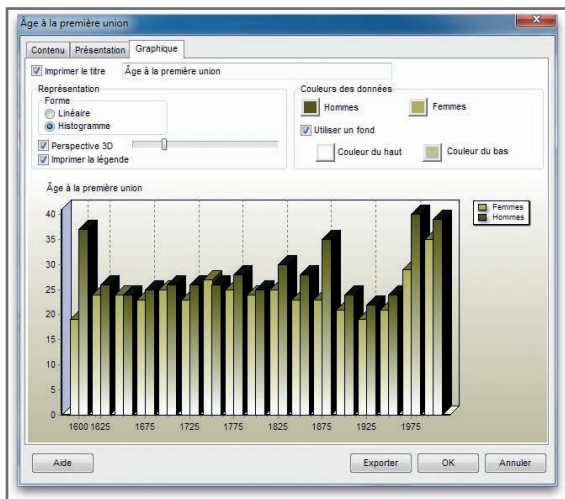 Âge à la première union
Contenu Présentation Graphique
Imprimer le titre Âge à la première union
Représentation
Forme
Linéaire
Histogramme
Perspective 3D
Imprimer la légende
Couleurs des données
Hommes Femmes
Utiliser un fond
Couleur du haut Couleur du bas
Âge à la première union
Femmes
Hommes
40
35
30
25
20
15
10
5
0
1600 1625 1675 1725 1775 1825 1875 1925 1975
Aide Exporter OK Annuler